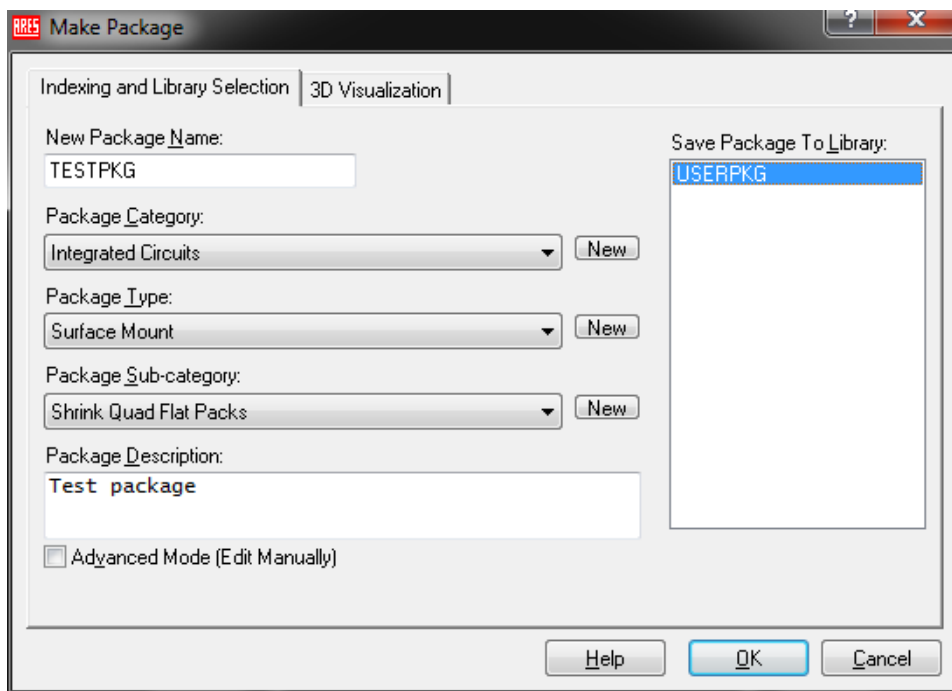 ARES Make Package ? X
Indexing and Library Selection 3D Visualization
New Package Name:
TESTPKG
Package Category:
Integrated Circuits New
Package Type:
Surface Mount New
Package Sub-category:
Shrink Quad Flat Packs New
Package Description:
Test package
Advanced Mode (Edit Manually)
Save Package To Library:
USERPKG
Help OK Cancel